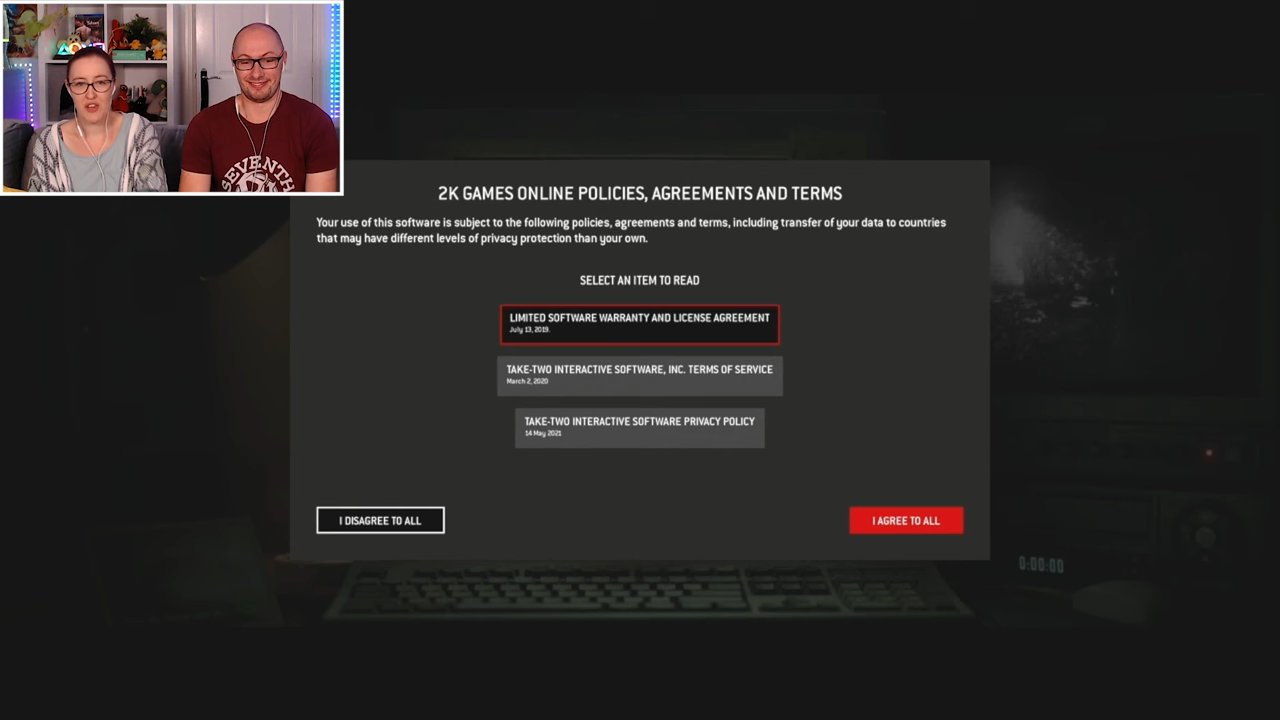 SEVENTH
2K GAMES ONLINE POLICIES, AGREEMENTS AND TERMS
Your use of this software is subject to the following policies, agreements and terms, including transfer of your data to countries
that may have different levels of privacy protection than your own.
SELECT AN ITEM TO READ
LIMITED SOFTWARE WARRANTY AND LICENSE AGREEMENT
July 13, 2019.
TAKE-TWO INTERACTIVE SOFTWARE, INC. TERMS OF SERVICE
March 2, 2020
TAKE-TWO INTERACTIVE SOFTWARE PRIVACY POLICY
14 May 2021
I DISAGREE TO ALL
I AGREE TO ALL
0:00:00